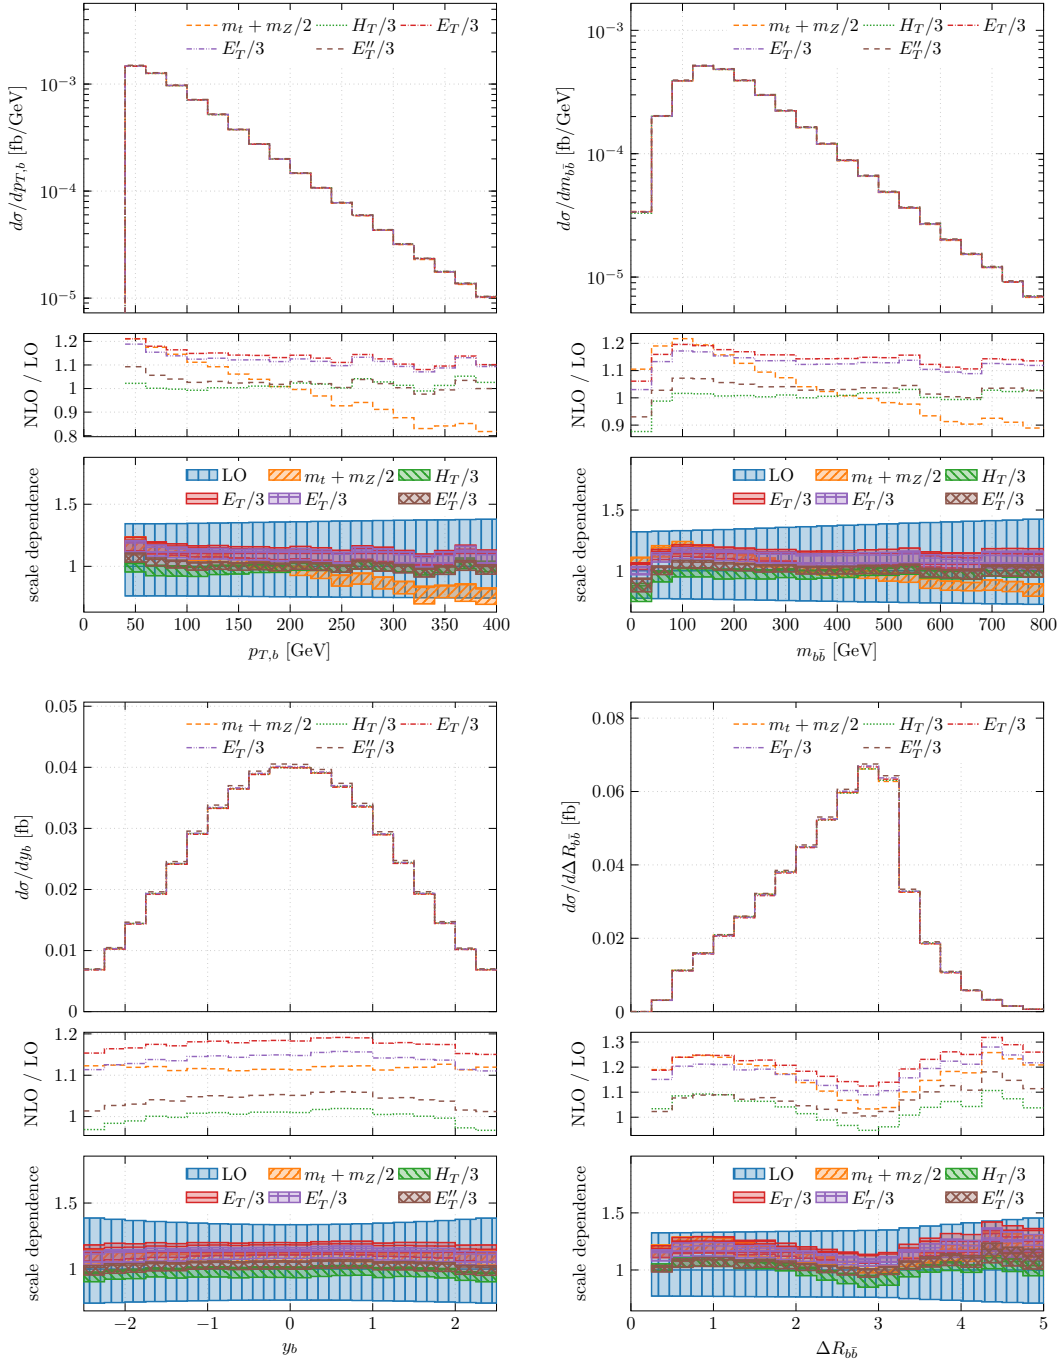 m_t + m_Z/2 H_T/3 E_T/3
E'_T/3 E''_T/3
10^−3
10^−4
10^−5
dσ/dp_{T,b} [fb/GeV]
1.2
1.1
1
0.9
0.8
NLO / LO
LO m_t + m_Z/2 H_T/3
E_T/3 E'_T/3 E''_T/3
1.5
1
scale dependence
0 50 100 150 200 250 300 350 400
p_{T,b} [GeV]
m_t + m_Z/2 H_T/3 E_T/3
E'_T/3 E''_T/3
10^−3
10^−4
10^−5
dσ/dm_{bb̄} [fb/GeV]
1.2
1.1
1
0.9
NLO / LO
LO m_t + m_Z/2 H_T/3
E_T/3 E'_T/3 E''_T/3
1.5
1
scale dependence
0 100 200 300 400 500 600 700 800
m_{bb̄} [GeV]
m_t + m_Z/2 H_T/3 E_T/3
E'_T/3 E''_T/3
0.05
0.04
0.03
0.02
0.01
0
dσ/dy_b [fb]
1.2
1.1
1
NLO / LO
LO m_t + m_Z/2 H_T/3
E_T/3 E'_T/3 E''_T/3
1.5
1
scale dependence
−2 −1 0 1 2
y_b
m_t + m_Z/2 H_T/3 E_T/3
E'_T/3 E''_T/3
0.08
0.06
0.04
0.02
0
dσ/dΔR_{bb̄} [fb]
1.3
1.2
1.1
1
NLO / LO
LO m_t + m_Z/2 H_T/3
E_T/3 E'_T/3 E''_T/3
1.5
1
scale dependence
0 1 2 3 4 5
ΔR_{bb̄}